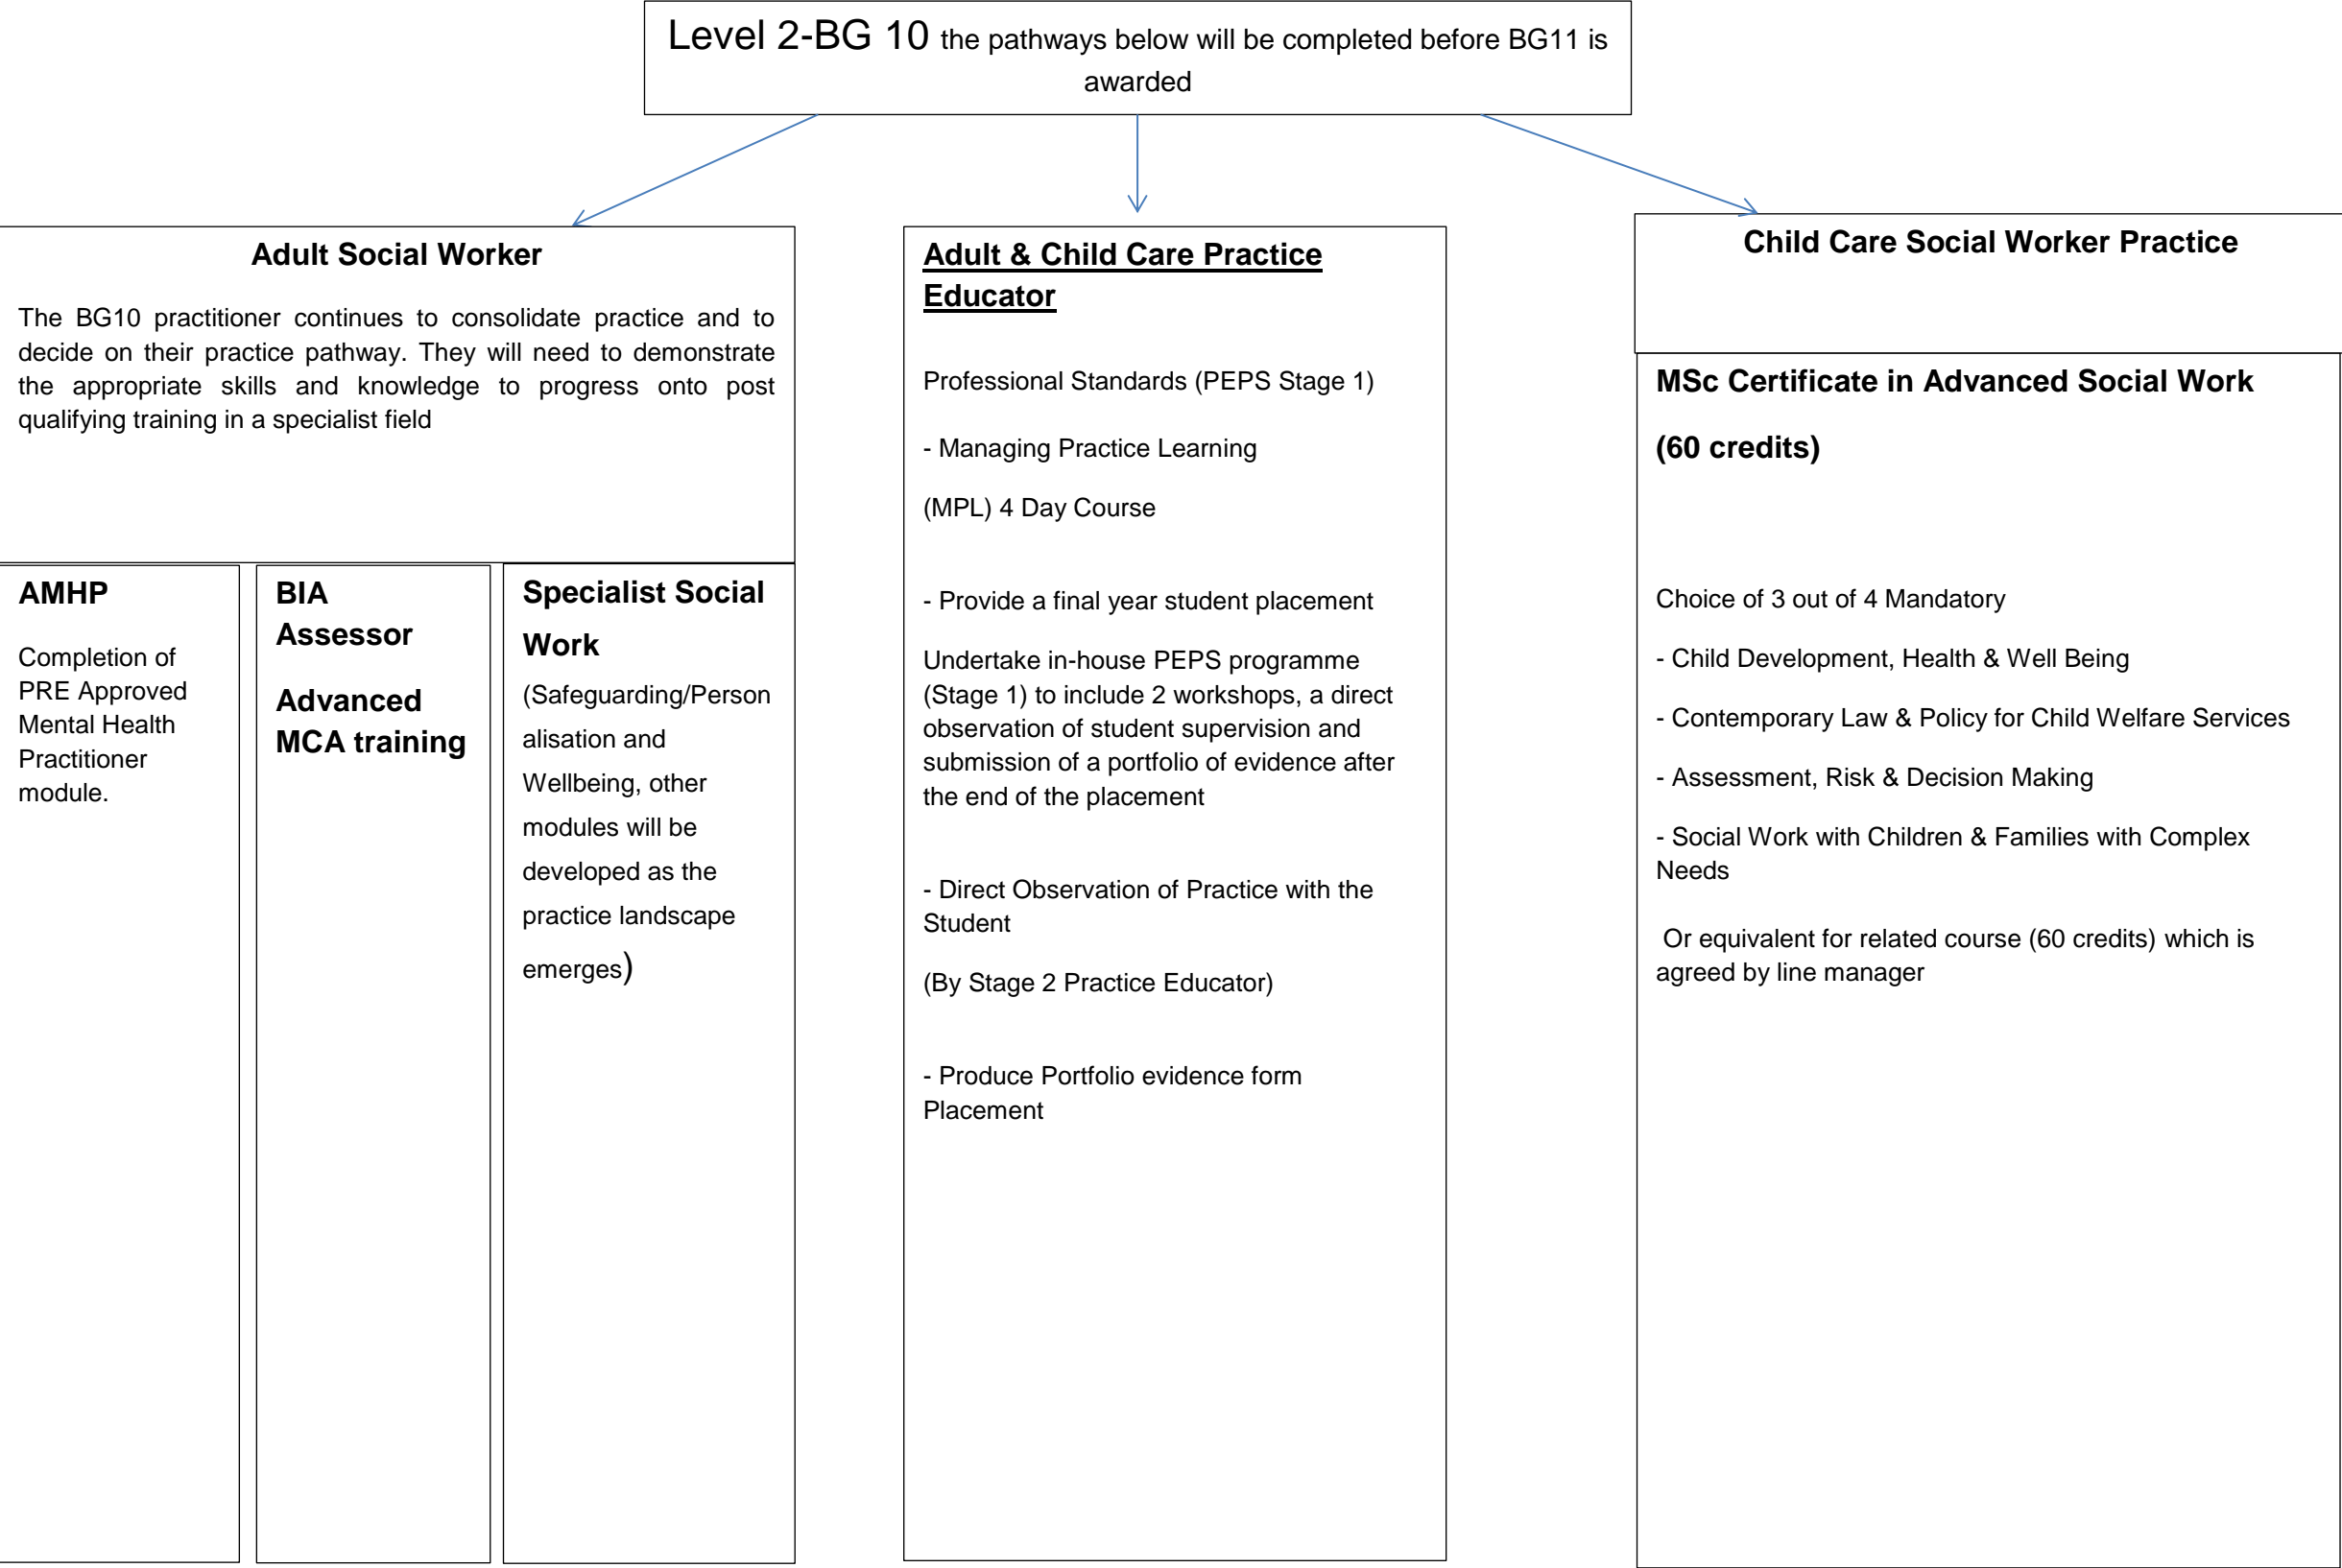 Level 2-BG 10 the pathways below will be completed before BG11 is
awarded
Adult Social Worker
The BG10 practitioner continues to consolidate practice and to
decide on their practice pathway. They will need to demonstrate
the appropriate skills and knowledge to progress onto post
qualifying training in a specialist field
AMHP
Completion of
PRE Approved
Mental Health
Practitioner
module.
BIA
Assessor
Advanced
MCA training
Specialist Social
Work
(Safeguarding/Person
alisation and
Wellbeing, other
modules will be
developed as the
practice landscape
emerges)
Adult & Child Care Practice
Educator
Professional Standards (PEPS Stage 1)
- Managing Practice Learning
(MPL) 4 Day Course
- Provide a final year student placement
Undertake in-house PEPS programme
(Stage 1) to include 2 workshops, a direct
observation of student supervision and
submission of a portfolio of evidence after
the end of the placement
- Direct Observation of Practice with the
Student
(By Stage 2 Practice Educator)
- Produce Portfolio evidence form
Placement
Child Care Social Worker Practice
MSc Certificate in Advanced Social Work
(60 credits)
Choice of 3 out of 4 Mandatory
- Child Development, Health & Well Being
- Contemporary Law & Policy for Child Welfare Services
- Assessment, Risk & Decision Making
- Social Work with Children & Families with Complex
Needs
Or equivalent for related course (60 credits) which is
agreed by line manager